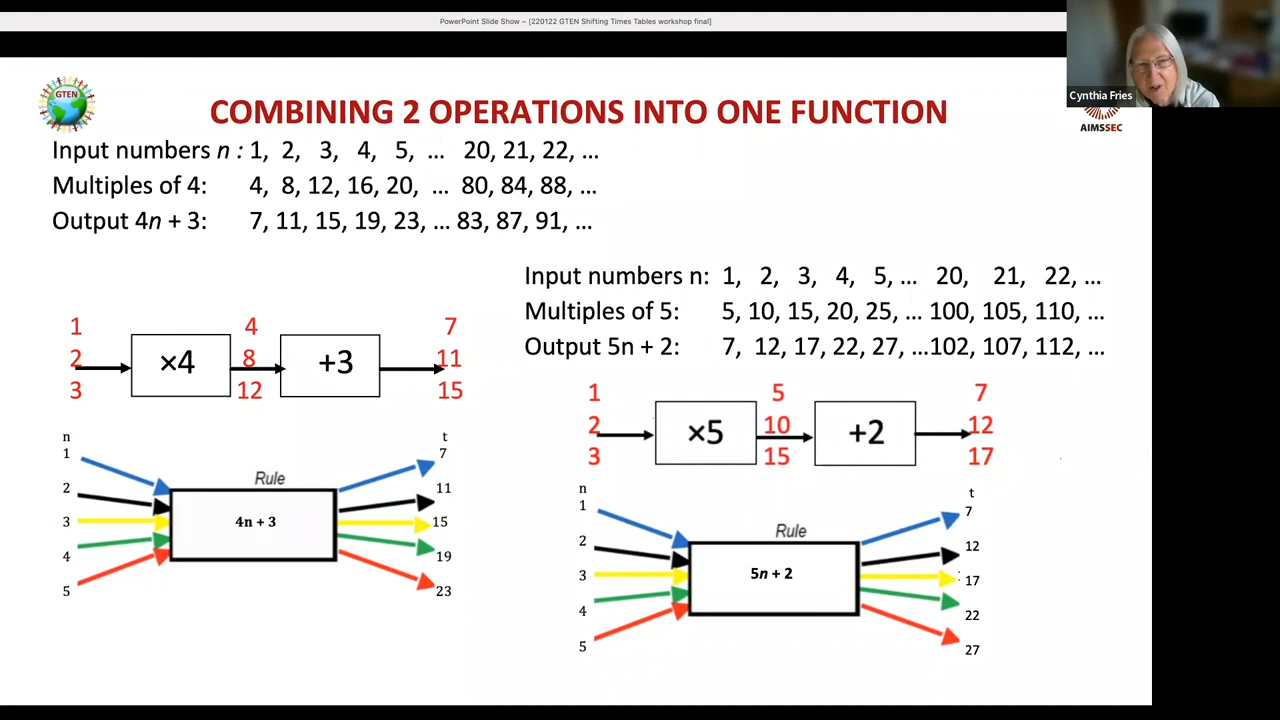 PowerPoint Slide Show – [220122 GTEN Shifting Times Tables workshop final]
Cynthia Fries
GTEN
AIMSSEC
COMBINING 2 OPERATIONS INTO ONE FUNCTION
Input numbers n : 1, 2, 3, 4, 5, ... 20, 21, 22, ...
Multiples of 4: 4, 8, 12, 16, 20, ... 80, 84, 88, ...
Output 4n + 3: 7, 11, 15, 19, 23, ... 83, 87, 91, ...
Input numbers n: 1, 2, 3, 4, 5, ... 20, 21, 22, ...
Multiples of 5: 5, 10, 15, 20, 25, ... 100, 105, 110, ...
Output 5n + 2: 7, 12, 17, 22, 27, ...102, 107, 112, ...
1 4 7
2 ×4 8 +3 11
3 12 15
n t
1 7
Rule
2 11
3 4n + 3 15
4 19
5 23
1 5 7
2 ×5 10 +2 12
3 15 17
n t
1 7
Rule
2 12
3 5n + 2 17
4 22
5 27